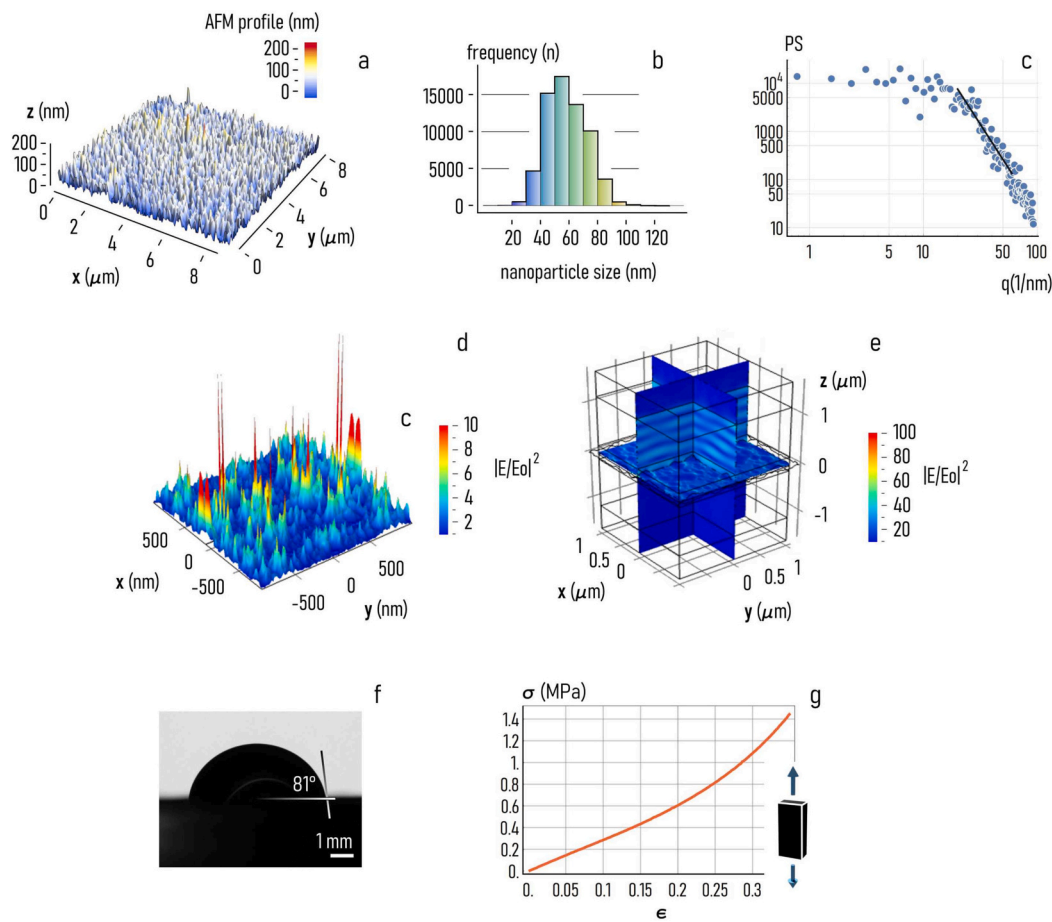 AFM profile (nm)
200
100
0
a
z (nm)
200
100
0
0
2
4
6
8
x (μm)
0
2
4
6
8
y (μm)
frequency (n)
b
15000
10000
5000
0
20 40 60 80 100 120
nanoparticle size (nm)
PS
c
10⁴
5000
1000
500
100
50
10
1 5 10 50 100
q(1/nm)
d
c
10
8
6
4
2
|E/Eo|²
500
0
-500
x (nm)
-500
0
500
y (nm)
e
z (μm)
1
0
-1
1
0.5
0
x (μm)
0
0.5
1
y (μm)
100
80
60
40
20
|E/Eo|²
f
81°
1 mm
σ (MPa)
g
1.4
1.2
1.
0.8
0.6
0.4
0.2
0.
0. 0.05 0.1 0.15 0.2 0.25 0.3
ϵ